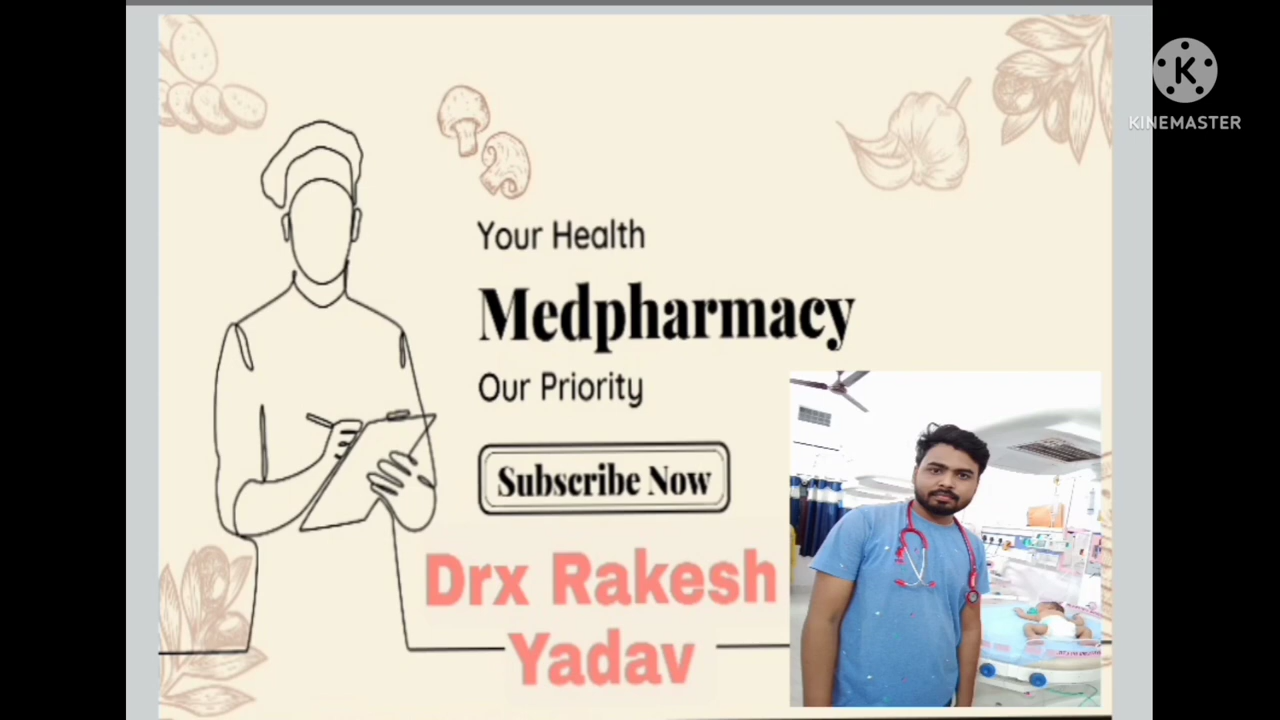 KINEMASTER
Your Health
Medpharmacy
Our Priority
Subscribe Now
Drx Rakesh
Yadav